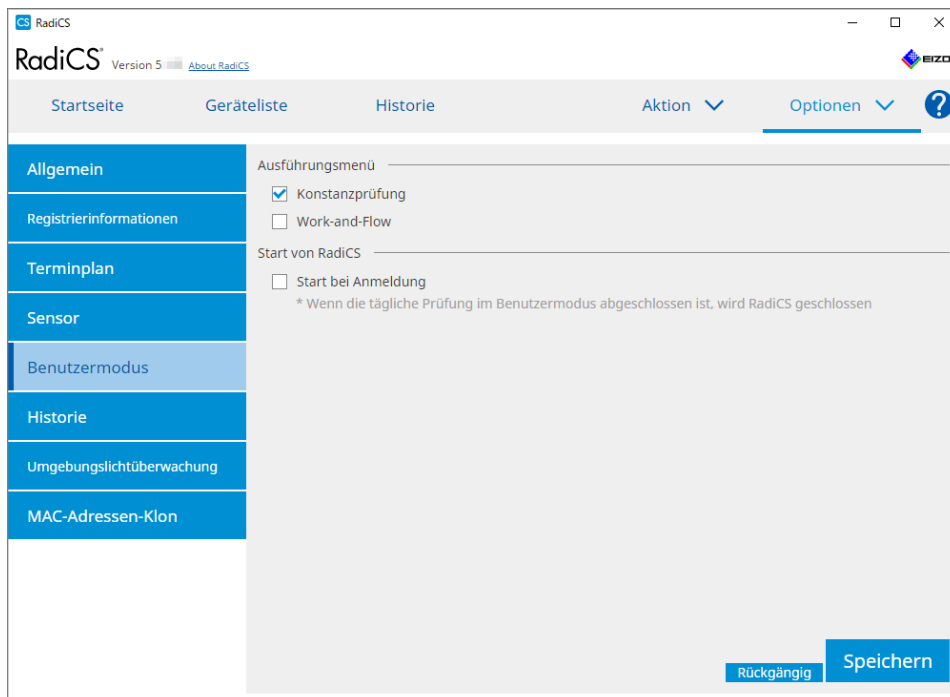 CS RadiCS
RadiCS® Version 5 About RadiCS
EIZO
Startseite Geräteliste Historie Aktion Optionen ?
Allgemein
Registrierinformationen
Terminplan
Sensor
Benutzermodus
Historie
Umgebungslichtüberwachung
MAC-Adressen-Klon
Ausführungsmenü
Konstanzprüfung
Work-and-Flow
Start von RadiCS
Start bei Anmeldung
* Wenn die tägliche Prüfung im Benutzermodus abgeschlossen ist, wird RadiCS geschlossen
Rückgängig
Speichern